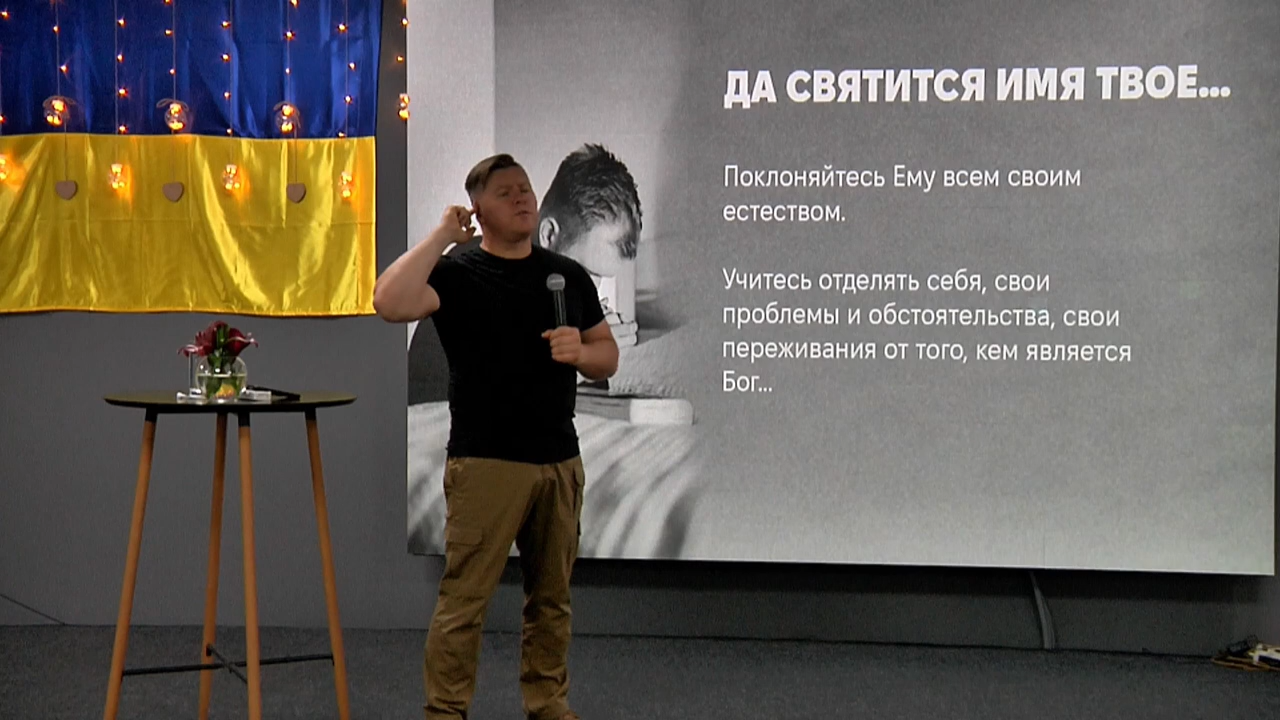 ДА СВЯТИТСЯ ИМЯ ТВОЕ...
Поклоняйтесь Ему всем своим
естеством.
Учитесь отделять себя, свои
проблемы и обстоятельства, свои
переживания от того, кем является
Бог...